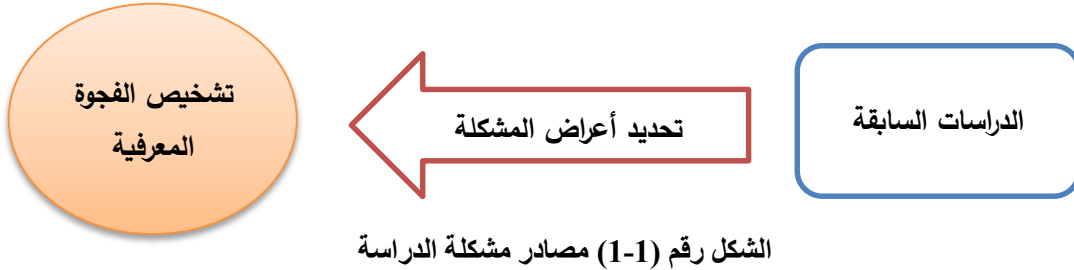 الدراسات السابقة
تحديد أعراض المشكلة
تشخيص الفجوة
المعرفية
الشكل رقم (1-1) مصادر مشكلة الدراسة